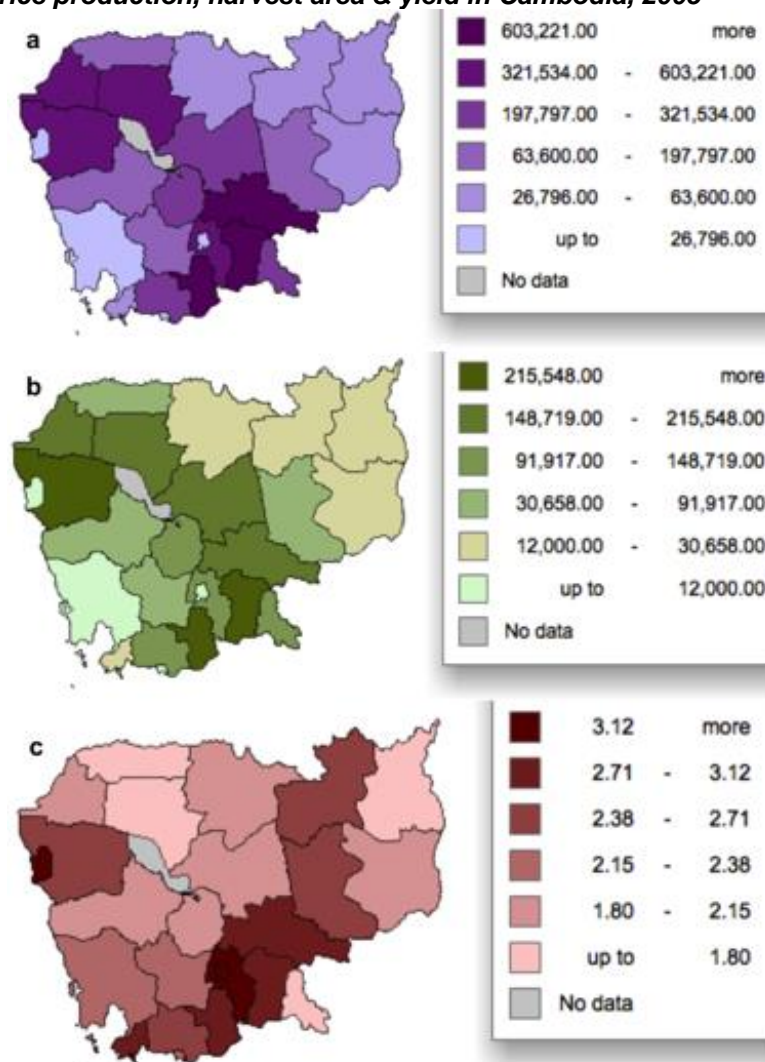 rice production, harvest area & yield in Cambodia,
a
603,221.00 more
321,534.00 - 603,221.00
197,797.00 - 321,534.00
63,600.00 - 197,797.00
26,796.00 - 63,600.00
up to 26,796.00
No data
b
215,548.00 more
148,719.00 - 215,548.00
91,917.00 - 148,719.00
30,658.00 - 91,917.00
12,000.00 - 30,658.00
up to 12,000.00
No data
c
3.12 more
2.71 - 3.12
2.38 - 2.71
2.15 - 2.38
1.80 - 2.15
up to 1.80
No data